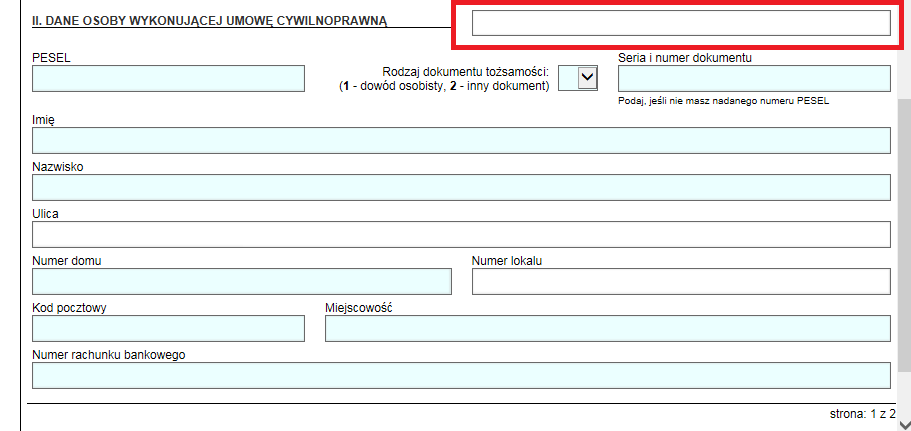 II. DANE OSOBY WYKONUJĄCEJ UMOWĘ CYWILNOPRAWNĄ
PESEL
Rodzaj dokumentu tożsamości:
(1 - dowód osobisty, 2 - inny dokument)
Seria i numer dokumentu
Podaj, jeśli nie masz nadanego numeru PESEL
Imię
Nazwisko
Ulica
Numer domu
Numer lokalu
Kod pocztowy
Miejscowość
Numer rachunku bankowego
strona: 1 z 2